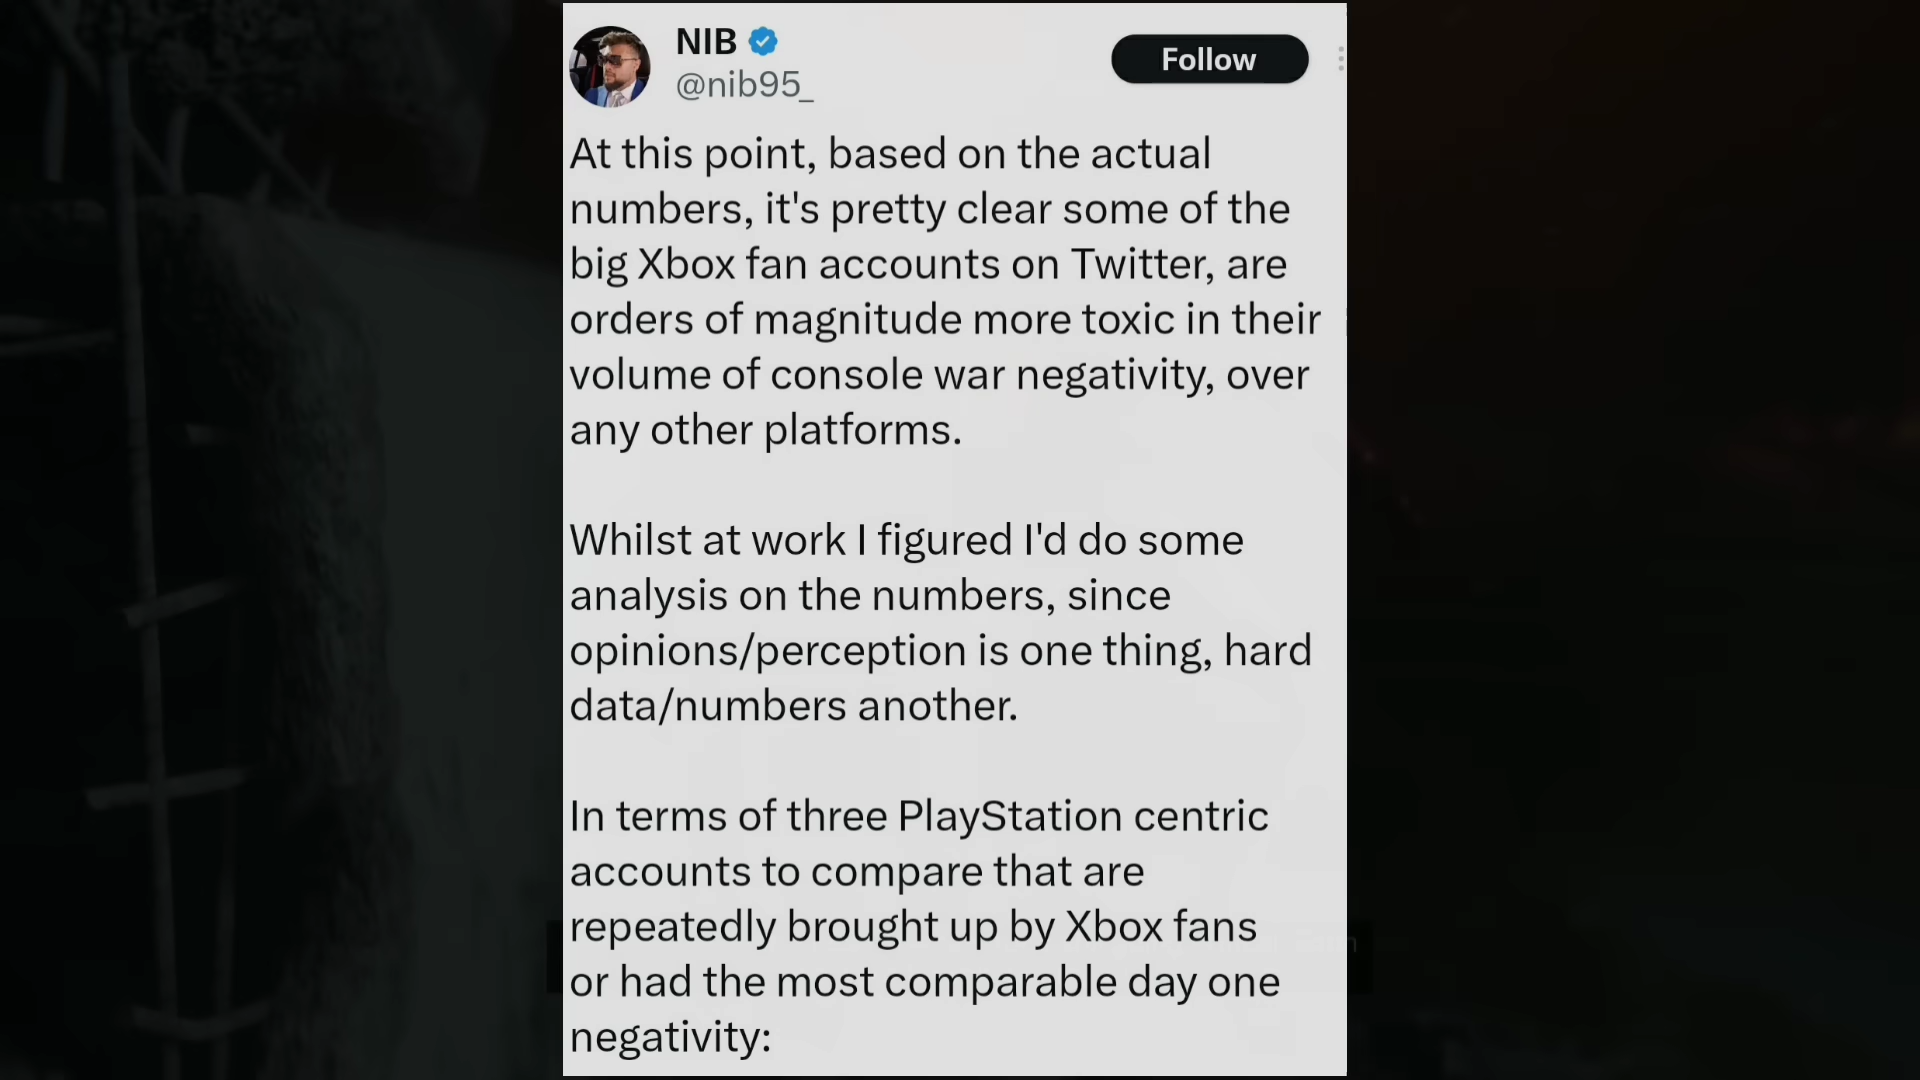 NIB
@nib95_
Follow
At this point, based on the actual
numbers, it's pretty clear some of the
big Xbox fan accounts on Twitter, are
orders of magnitude more toxic in their
volume of console war negativity, over
any other platforms.
Whilst at work I figured I'd do some
analysis on the numbers, since
opinions/perception is one thing, hard
data/numbers another.
In terms of three PlayStation centric
accounts to compare that are
repeatedly brought up by Xbox fans
or had the most comparable day one
negativity: